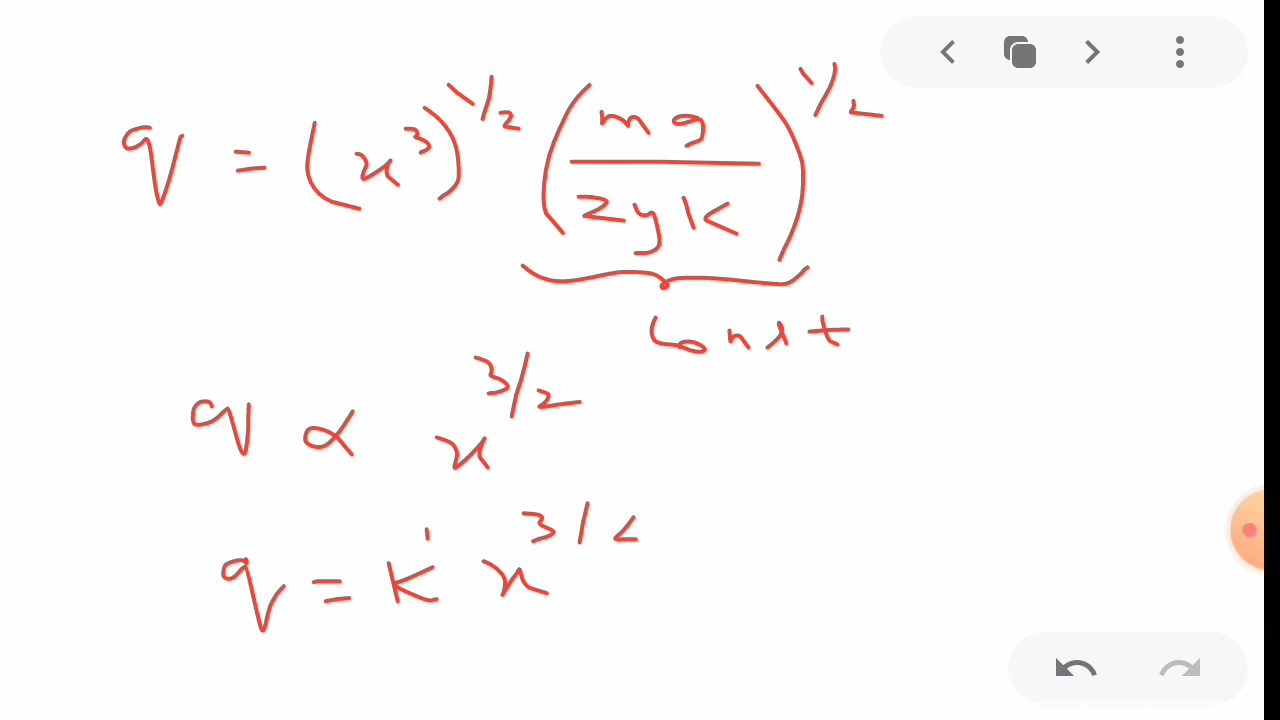 q = (x³)^1/2 (mg / 2yk)^1/2
const
q ∝ x^3/2
q = k' x^3/2